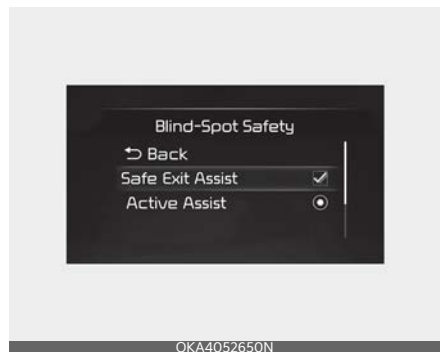 Blind-Spot Safety
⮌ Back
Safe Exit Assist
Active Assist
OKA4052650N